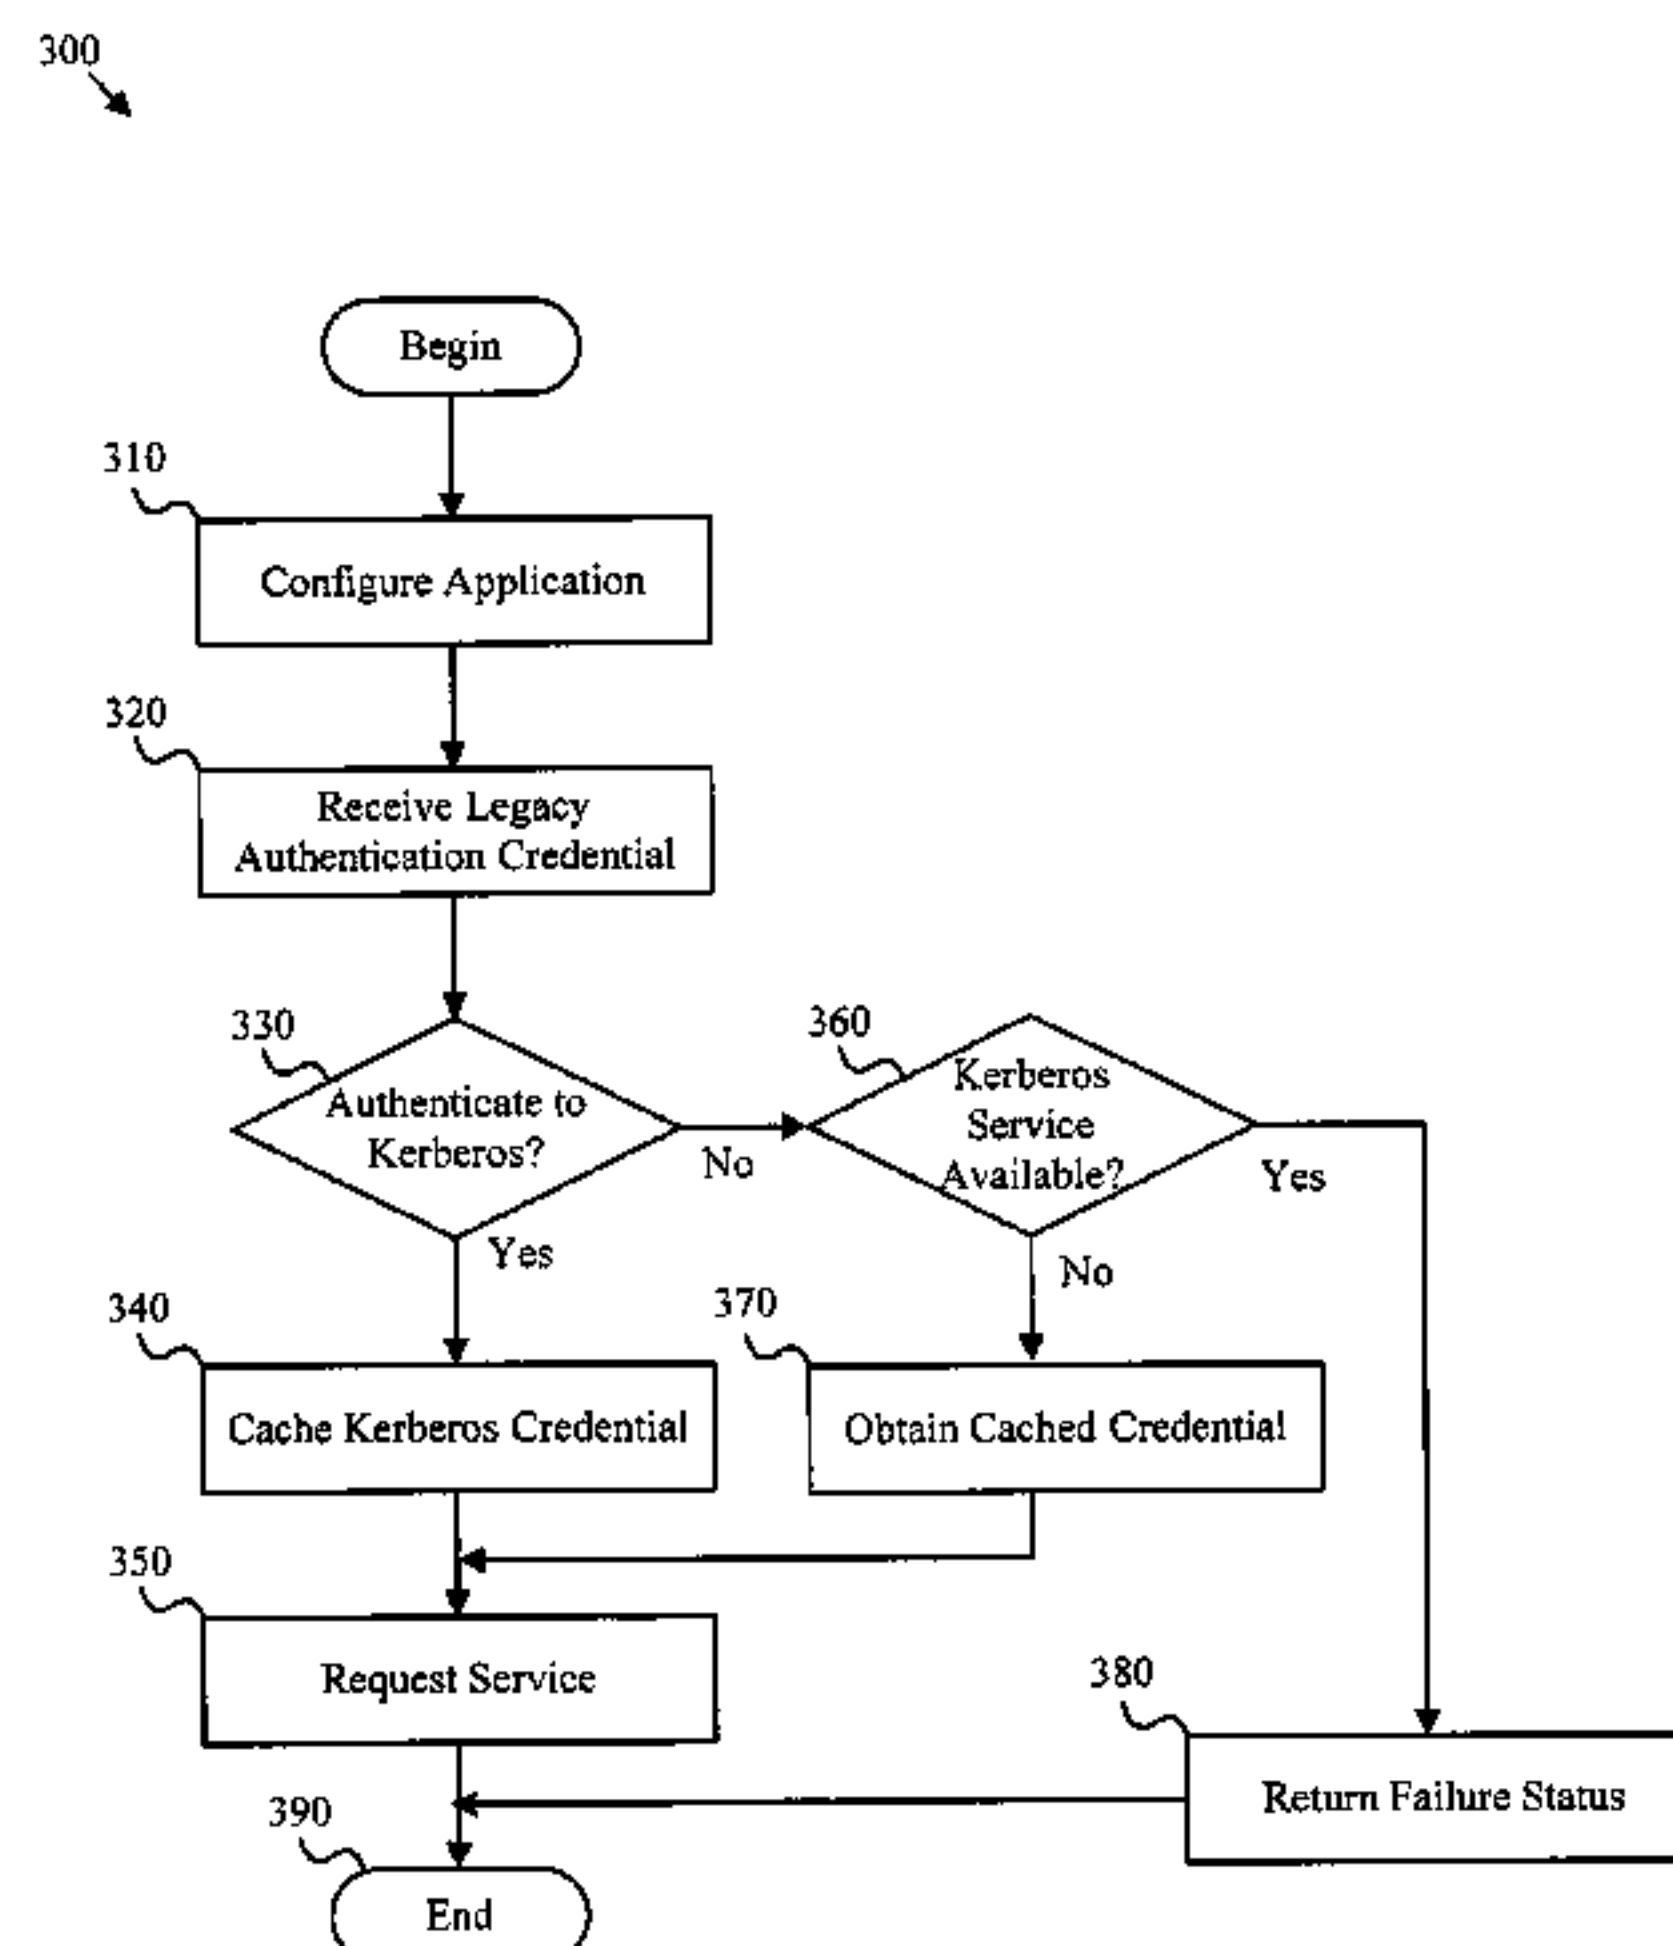 300
Begin
310
Configure Application
320
Receive Legacy
Authentication Credential
330
Authenticate to
Kerberos?
No
Yes
360
Kerberos
Service
Available?
Yes
No
340
Cache Kerberos Credential
370
Obtain Cached Credential
350
Request Service
380
Return Failure Status
390
End